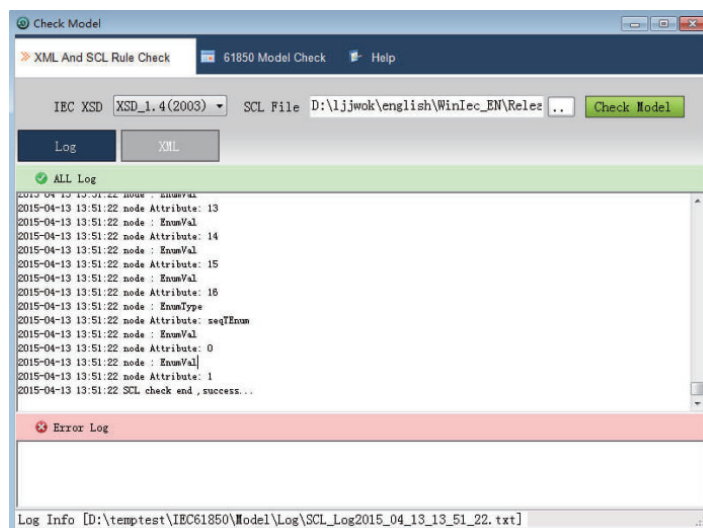 Check Model
XML And SCL Rule Check 61850 Model Check Help
IEC XSD XSD_1.4(2003) SCL File D:\ljjwok\english\WinIec_EN\Relea .. Check Model
Log XML
ALL Log
2015-04-13 13:51:22 node : EnumVal
2015-04-13 13:51:22 node Attribute: 13
2015-04-13 13:51:22 node : EnumVal
2015-04-13 13:51:22 node Attribute: 14
2015-04-13 13:51:22 node : EnumVal
2015-04-13 13:51:22 node Attribute: 15
2015-04-13 13:51:22 node : EnumVal
2015-04-13 13:51:22 node Attribute: 16
2015-04-13 13:51:22 node : EnumType
2015-04-13 13:51:22 node Attribute: seqTEnum
2015-04-13 13:51:22 node : EnumVal
2015-04-13 13:51:22 node Attribute: 0
2015-04-13 13:51:22 node : EnumVal
2015-04-13 13:51:22 node Attribute: 1
2015-04-13 13:51:22 SCL check end ,success...
Error Log
Log Info [D:\temptest\IEC61850\Model\Log\SCL_Log2015_04_13_13_51_22.txt]